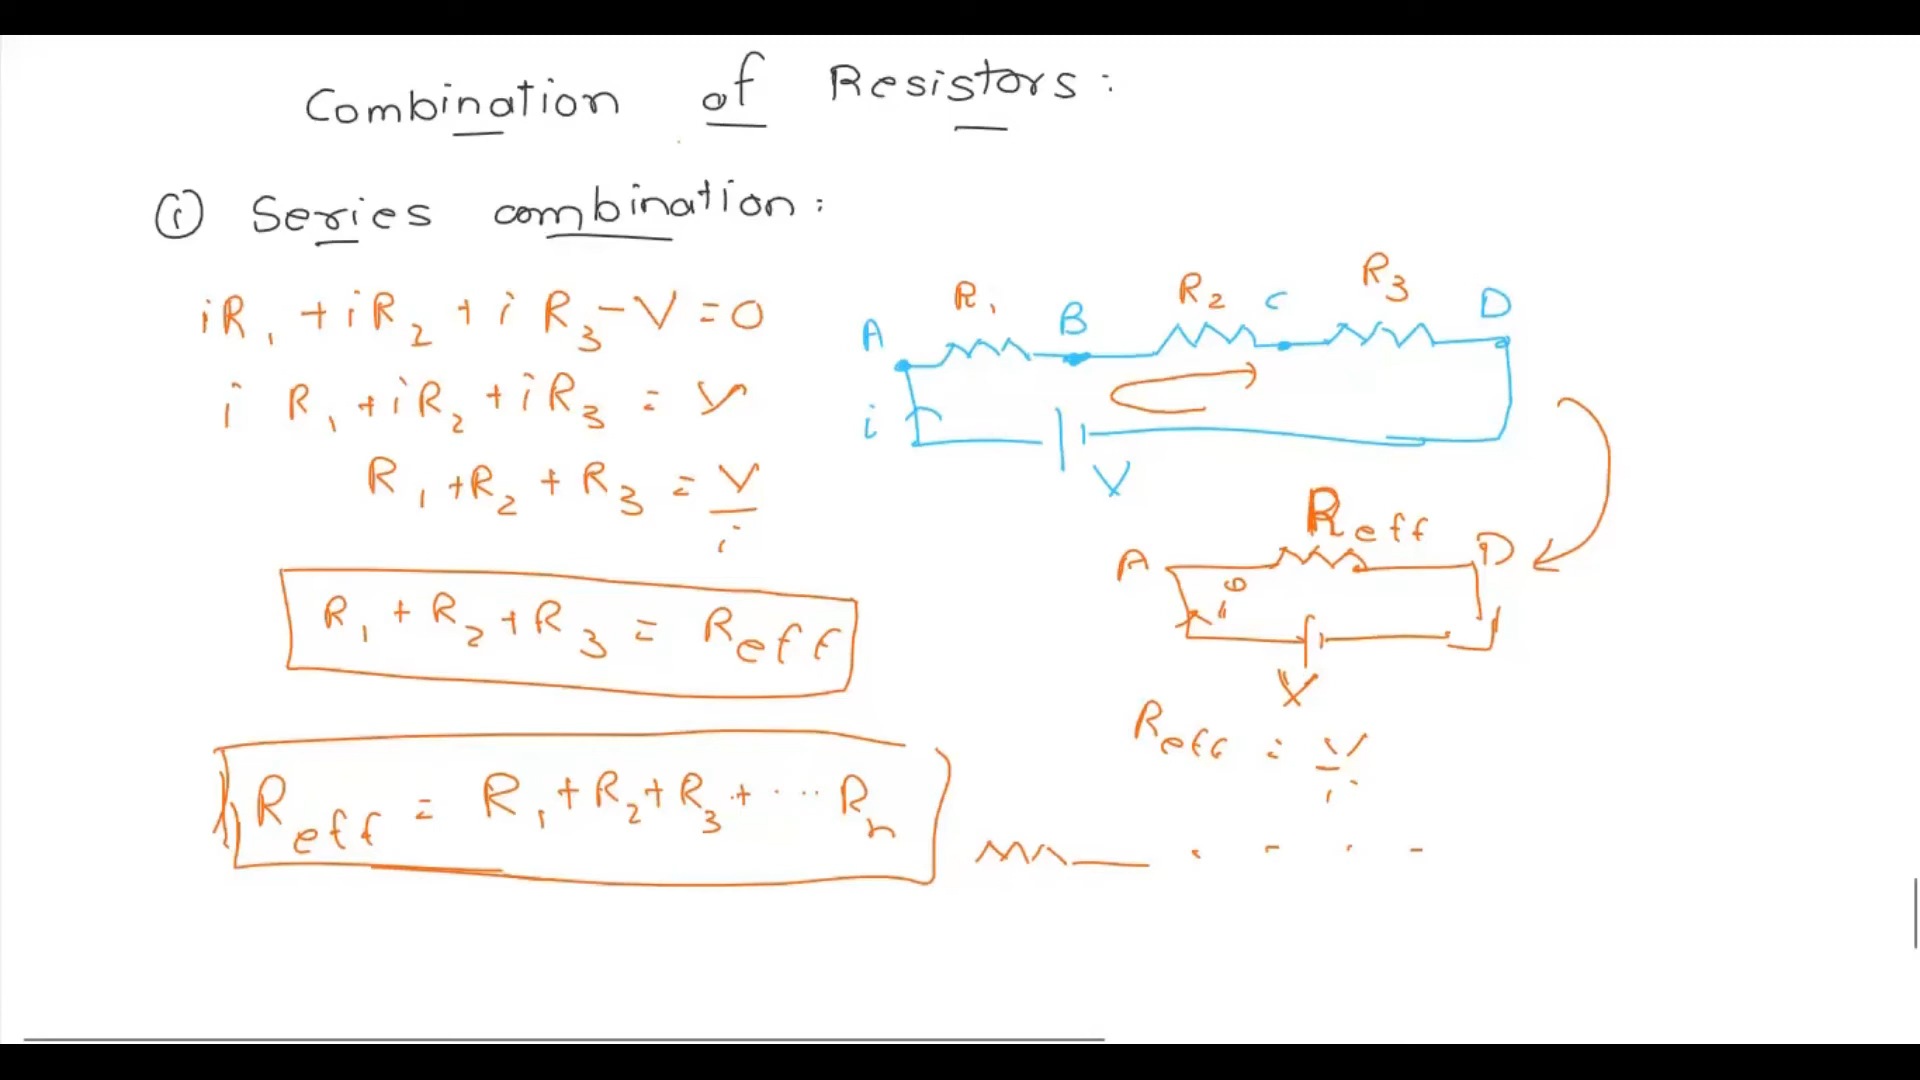 Combination of Resistors:
① Series combination:
iR₁ + iR₂ + i R₃ - V = 0
i R₁ + iR₂ + iR₃ = V
R₁ + R₂ + R₃ = V/i
R₁ + R₂ + R₃ = Reff
Reff = R₁ + R₂ + R₃ + ..... Rn
R₁ R₂ R₃
A B C D
i
V
Reff
A D
i
V
Reff = V/i